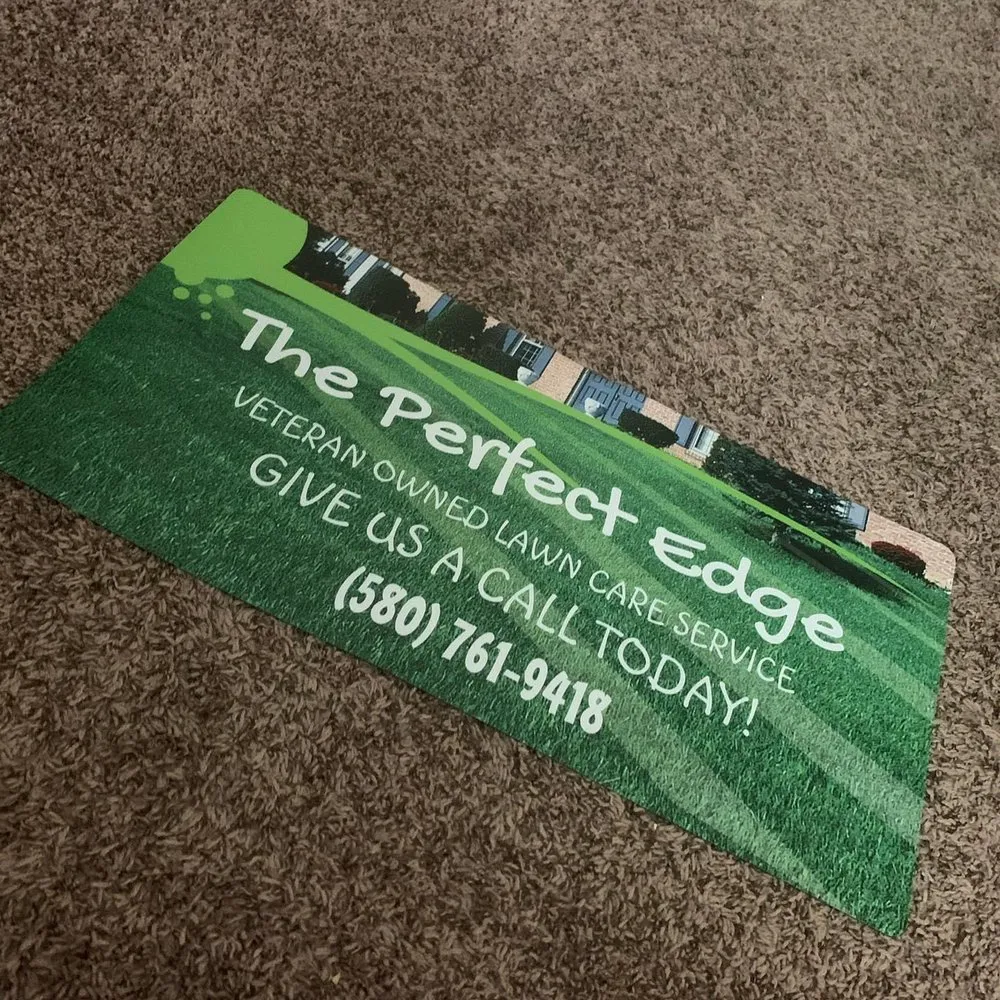 The Perfect Edge
VETERAN OWNED LAWN CARE SERVICE
GIVE US A CALL TODAY!
(580) 761-9418